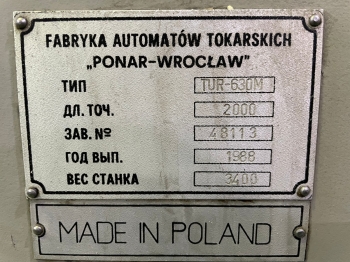 FABRYKA AUTOMATÓW TOKARSKICH
„PONAR-WROCŁAW”
ТИП TUR-630M
ДЛ. ТОЧ. 2000
ЗАВ. № 48113
ГОД ВЫП. 1988
ВЕС СТАНКА 3400
MADE IN POLAND